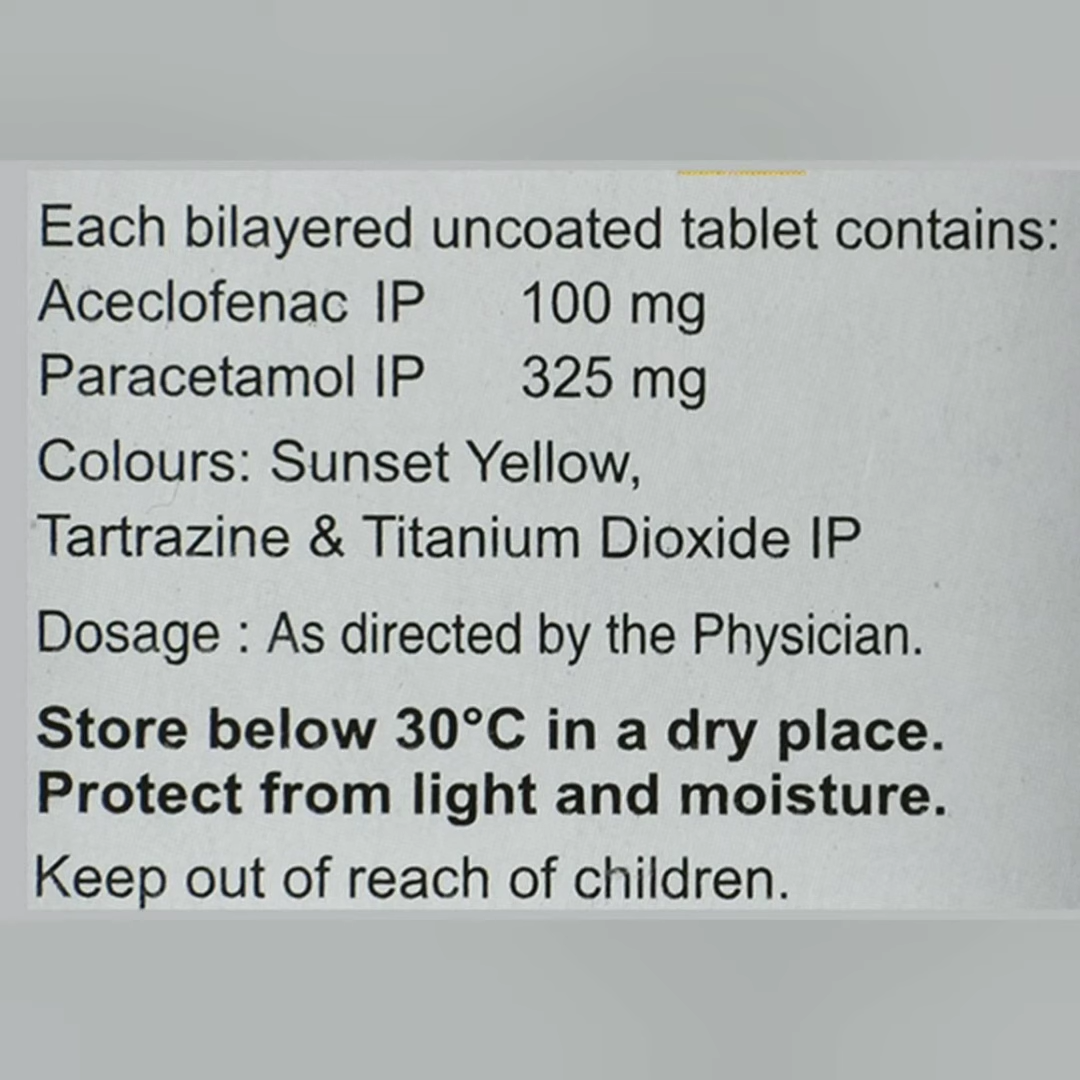 Each bilayered uncoated tablet contains:
Aceclofenac IP 100 mg
Paracetamol IP 325 mg
Colours: Sunset Yellow,
Tartrazine & Titanium Dioxide IP
Dosage : As directed by the Physician.
Store below 30°C in a dry place.
Protect from light and moisture.
Keep out of reach of children.